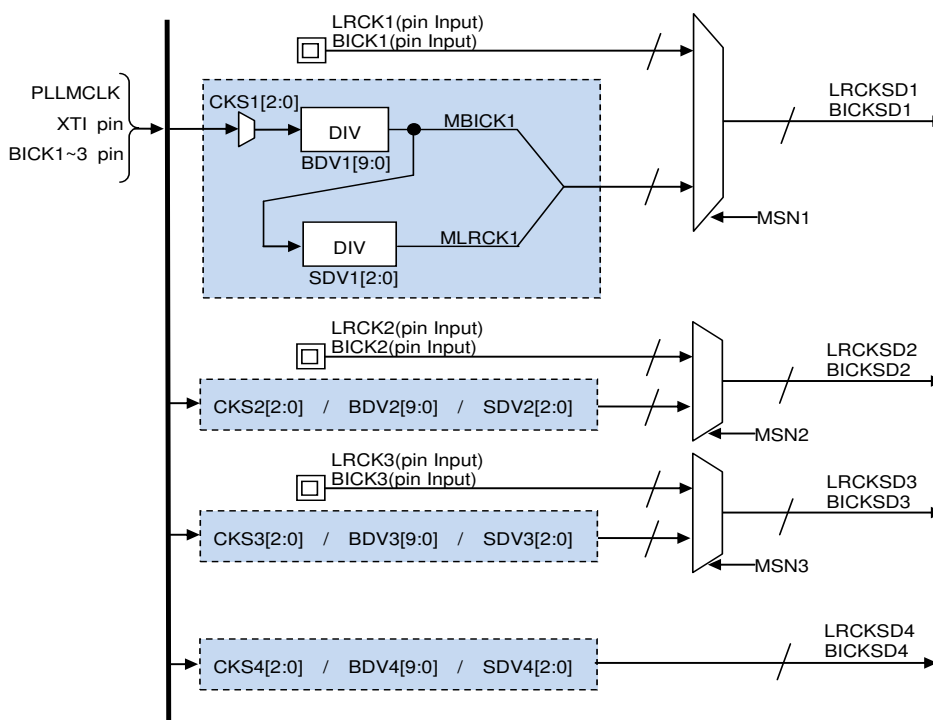 LRCK1(pin Input)
BICK1(pin Input)
PLLMCLK
XTI pin
BICK1~3 pin
CKS1[2:0]
DIV
BDV1[9:0]
MBICK1
DIV
SDV1[2:0]
MLRCK1
LRCKSD1
BICKSD1
MSN1
LRCK2(pin Input)
BICK2(pin Input)
CKS2[2:0] / BDV2[9:0] / SDV2[2:0]
LRCKSD2
BICKSD2
MSN2
LRCK3(pin Input)
BICK3(pin Input)
CKS3[2:0] / BDV3[9:0] / SDV3[2:0]
LRCKSD3
BICKSD3
MSN3
CKS4[2:0] / BDV4[9:0] / SDV4[2:0]
LRCKSD4
BICKSD4